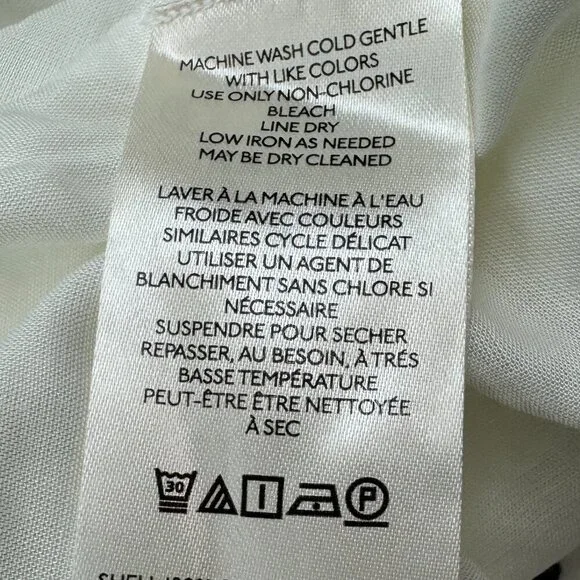 MACHINE WASH COLD GENTLE
WITH LIKE COLORS
USE ONLY NON-CHLORINE
BLEACH
LINE DRY
LOW IRON AS NEEDED
MAY BE DRY CLEANED
LAVER À LA MACHINE À L'EAU
FROIDE AVEC COULEURS
SIMILAIRES CYCLE DÉLICAT
UTILISER UN AGENT DE
BLANCHIMENT SANS CHLORE SI
NÉCESSAIRE
SUSPENDRE POUR SECHER
REPASSER, AU BESOIN, À TRÉS
BASSE TEMPÉRATURE
PEUT-ÊTRE ÊTRE NETTOYÉE
À SEC
30 P
SHELL